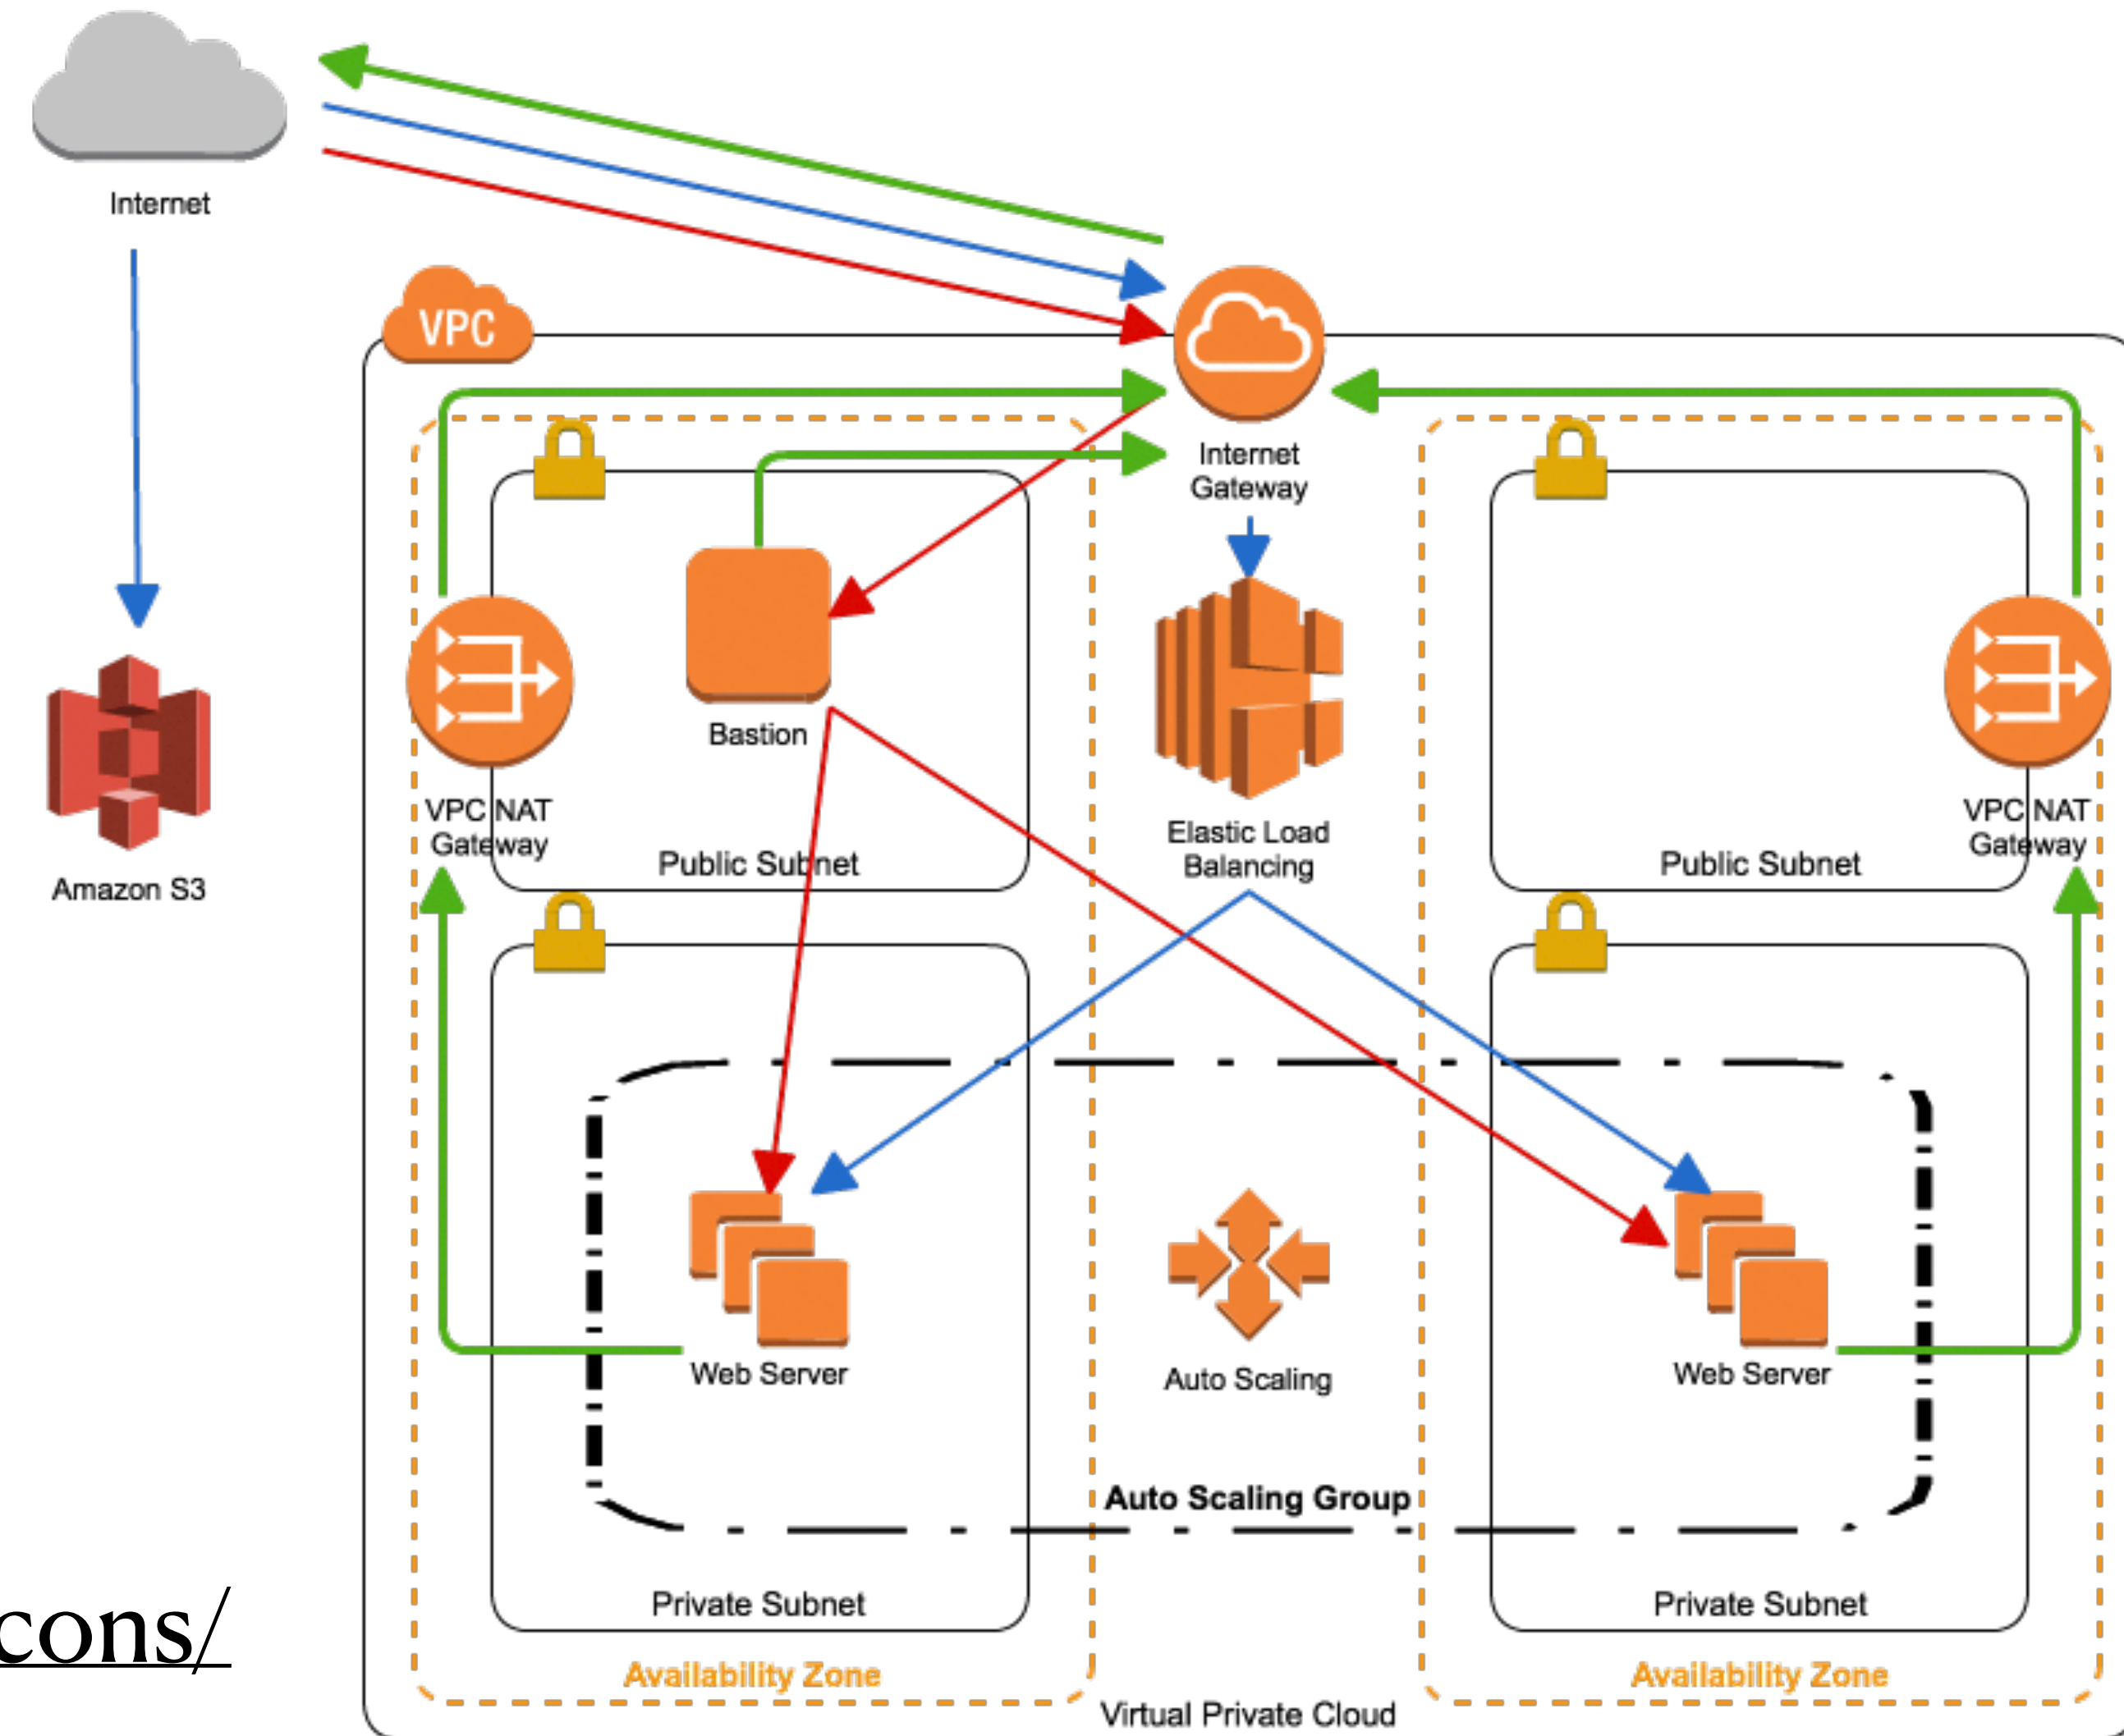 Internet
VPC
Internet
Gateway
Bastion
VPC NAT
Gateway
Public Subnet
Elastic Load
Balancing
Public Subnet
VPC NAT
Gateway
Amazon S3
Web Server
Auto Scaling
Web Server
Auto Scaling Group
Private Subnet
Private Subnet
cons/
Availability Zone
Availability Zone
Virtual Private Cloud